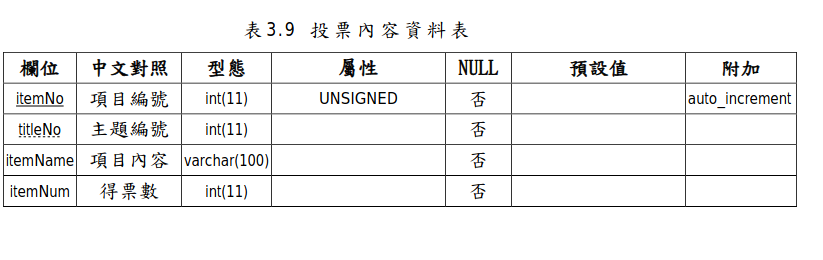 表3.9 投票內容資料表
欄位 中文對照 型態 屬性 NULL 預設值 附加
itemNo 項目編號 int(11) UNSIGNED 否 auto_increment
titleNo 主題編號 int(11) 否
itemName 項目內容 varchar(100) 否
itemNum 得票數 int(11) 否